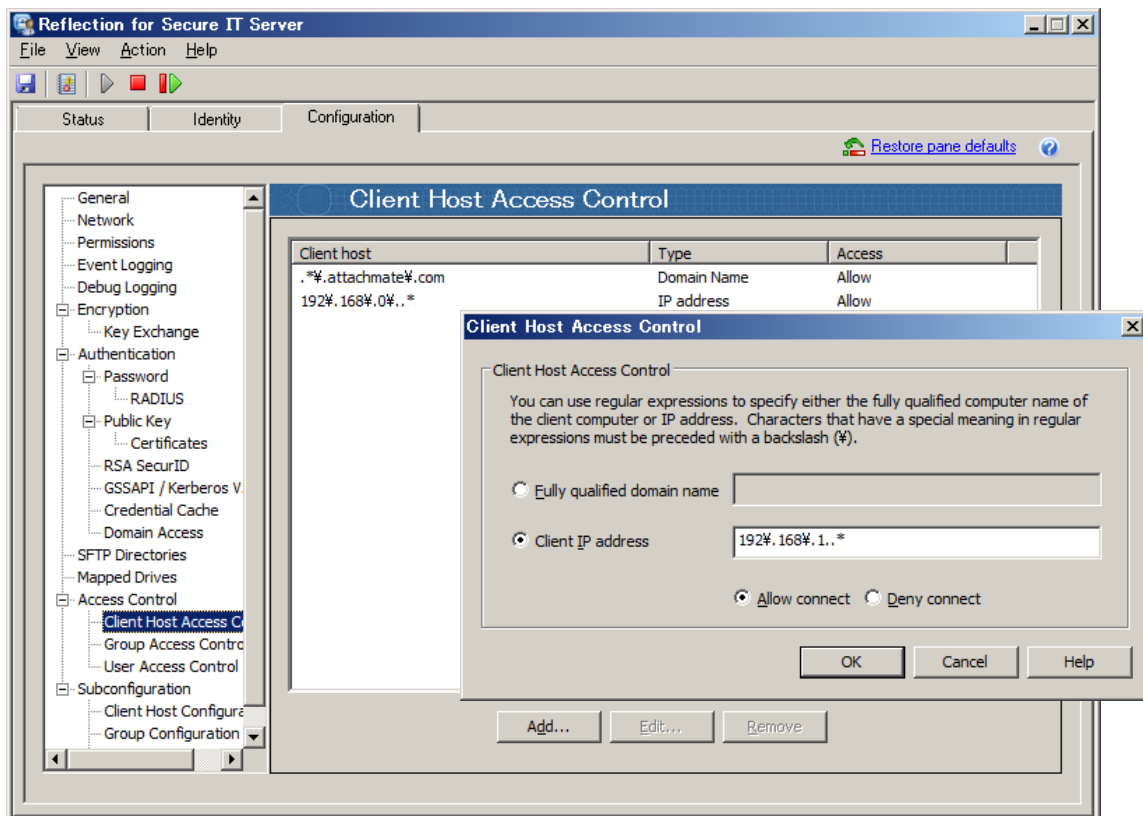 Reflection for Secure IT Server
File View Action Help
Status Identity Configuration
Restore pane defaults
General
Network
Permissions
Event Logging
Debug Logging
Encryption
Key Exchange
Authentication
Password
RADIUS
Public Key
Certificates
RSA SecurID
GSSAPI / Kerberos V.
Credential Cache
Domain Access
SFTP Directories
Mapped Drives
Access Control
Client Host Access Co
Group Access Contro
User Access Control
Subconfiguration
Client Host Configura
Group Configuration
Client Host Access Control
Client host Type Access
.*¥.attachmate¥.com Domain Name Allow
192¥.168¥.0¥..* IP address Allow
Client Host Access Control
Client Host Access Control
You can use regular expressions to specify either the fully qualified computer name of
the client computer or IP address. Characters that have a special meaning in regular
expressions must be preceded with a backslash (¥).
Fully qualified domain name
Client IP address 192¥.168¥.1..*
Allow connect Deny connect
OK Cancel Help
Add... Edit... Remove